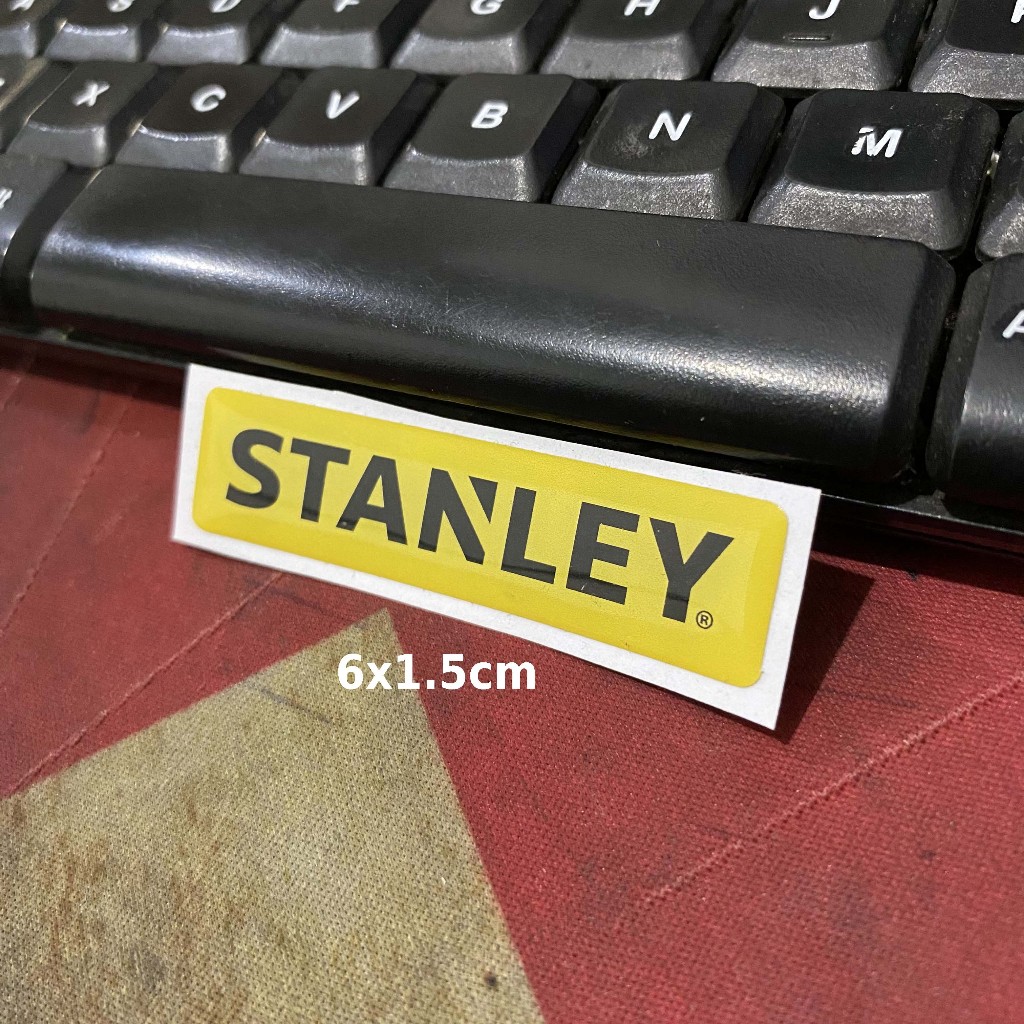 S D F G H J
X C V B N M
STANLEY®
6x1.5cm